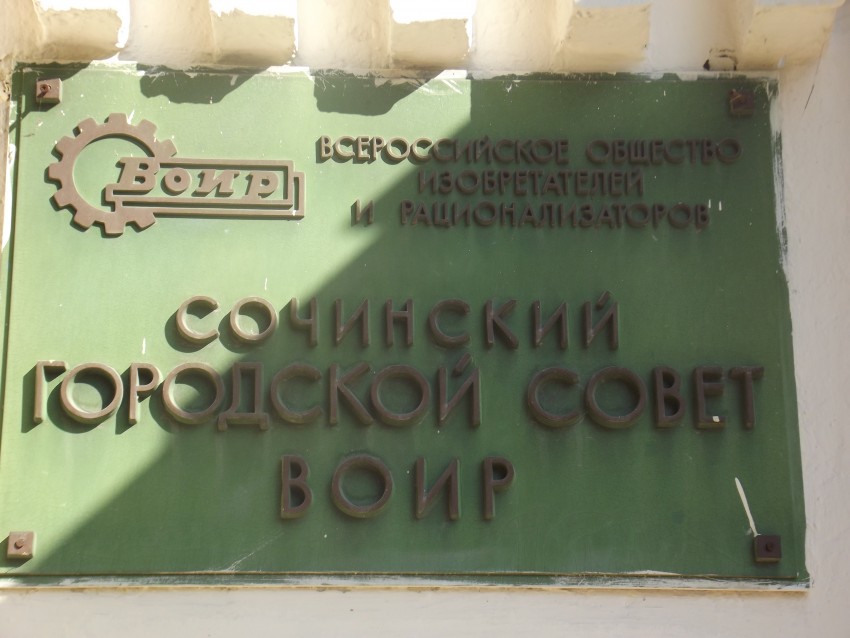 Воир
ВСЕРОССИЙСКОЕ ОБЩЕСТВО
ИЗОБРЕТАТЕЛЕЙ
И РАЦИОНАЛИЗАТОРОВ
СОЧИНСКИЙ
ГОРОДСКОЙ СОВЕТ
ВОИР